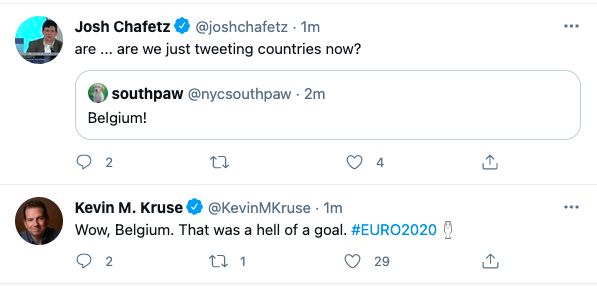 Josh Chafetz @joshchafetz · 1m
are ... are we just tweeting countries now?
southpaw @nycsouthpaw · 2m
Belgium!
2 4
Kevin M. Kruse @KevinMKruse · 1m
Wow, Belgium. That was a hell of a goal. #EURO2020
2 1 29